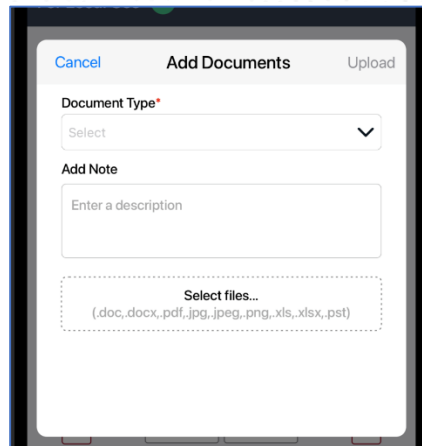 Cancel Add Documents Upload
Document Type*
Select
Add Note
Enter a description
Select files...
(.doc,.docx,.pdf,.jpg,.jpeg,.png,.xls,.xlsx,.pst)